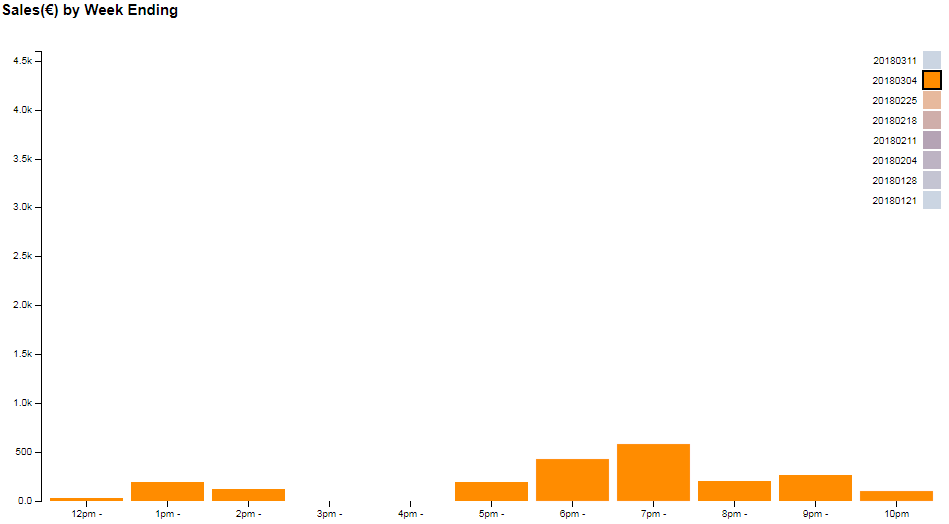 Sales(€) by Week Ending
4.5k
4.0k
3.5k
3.0k
2.5k
2.0k
1.5k
1.0k
500
0.0
12pm -
1pm -
2pm -
3pm -
4pm -
5pm -
6pm -
7pm -
8pm -
9pm -
10pm
20180311
20180304
20180225
20180218
20180211
20180204
20180128
20180121